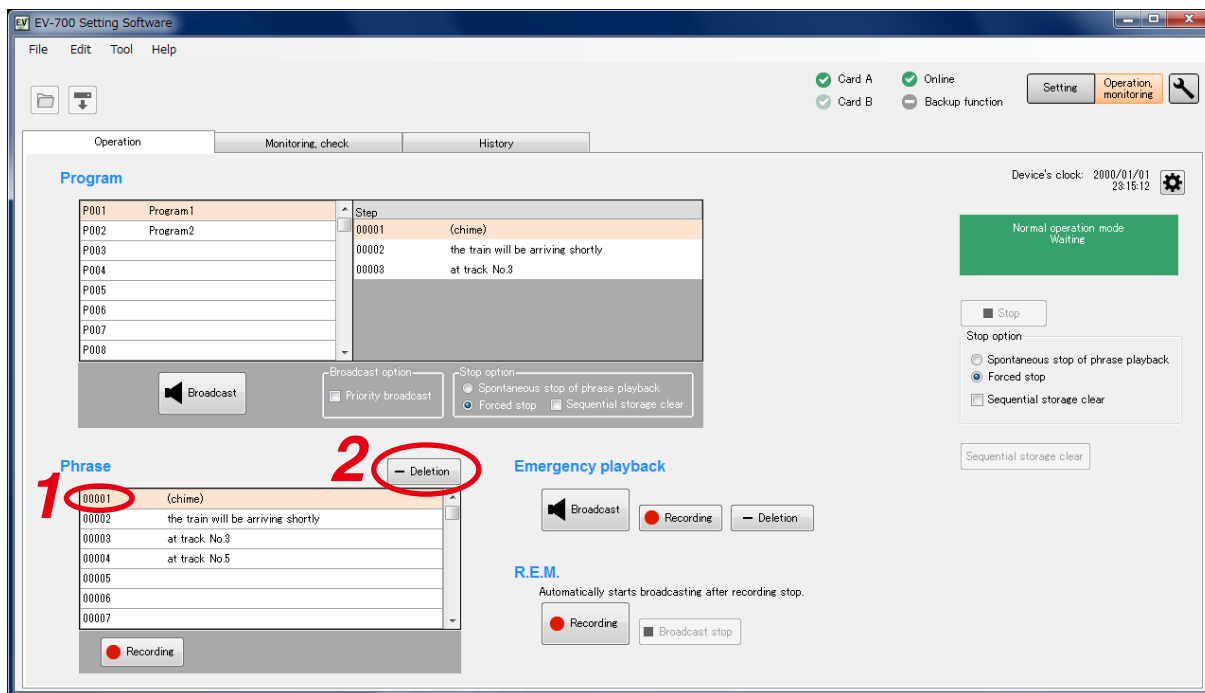 EV EV-700 Setting Software
File Edit Tool Help
Card A Online
Card B Backup function
Setting Operation, monitoring
Operation Monitoring, check History
Program
Device's clock: 2000/01/01
23:15:12
P001 Program1
P002 Program2
P003
P004
P005
P006
P007
P008
Step
00001 (chime)
00002 the train will be arriving shortly
00003 at track No.3
Broadcast
Broadcast option
Priority broadcast
Stop option
Spontaneous stop of phrase playback
Forced stop Sequential storage clear
Normal operation mode
Waiting
Stop
Stop option
Spontaneous stop of phrase playback
Forced stop
Sequential storage clear
Sequential storage clear
Phrase
2
Deletion
1
00001 (chime)
00002 the train will be arriving shortly
00003 at track No.3
00004 at track No.5
00005
00006
00007
Recording
Emergency playback
Broadcast Recording Deletion
R.E.M.
Automatically starts broadcasting after recording stop.
Recording Broadcast stop